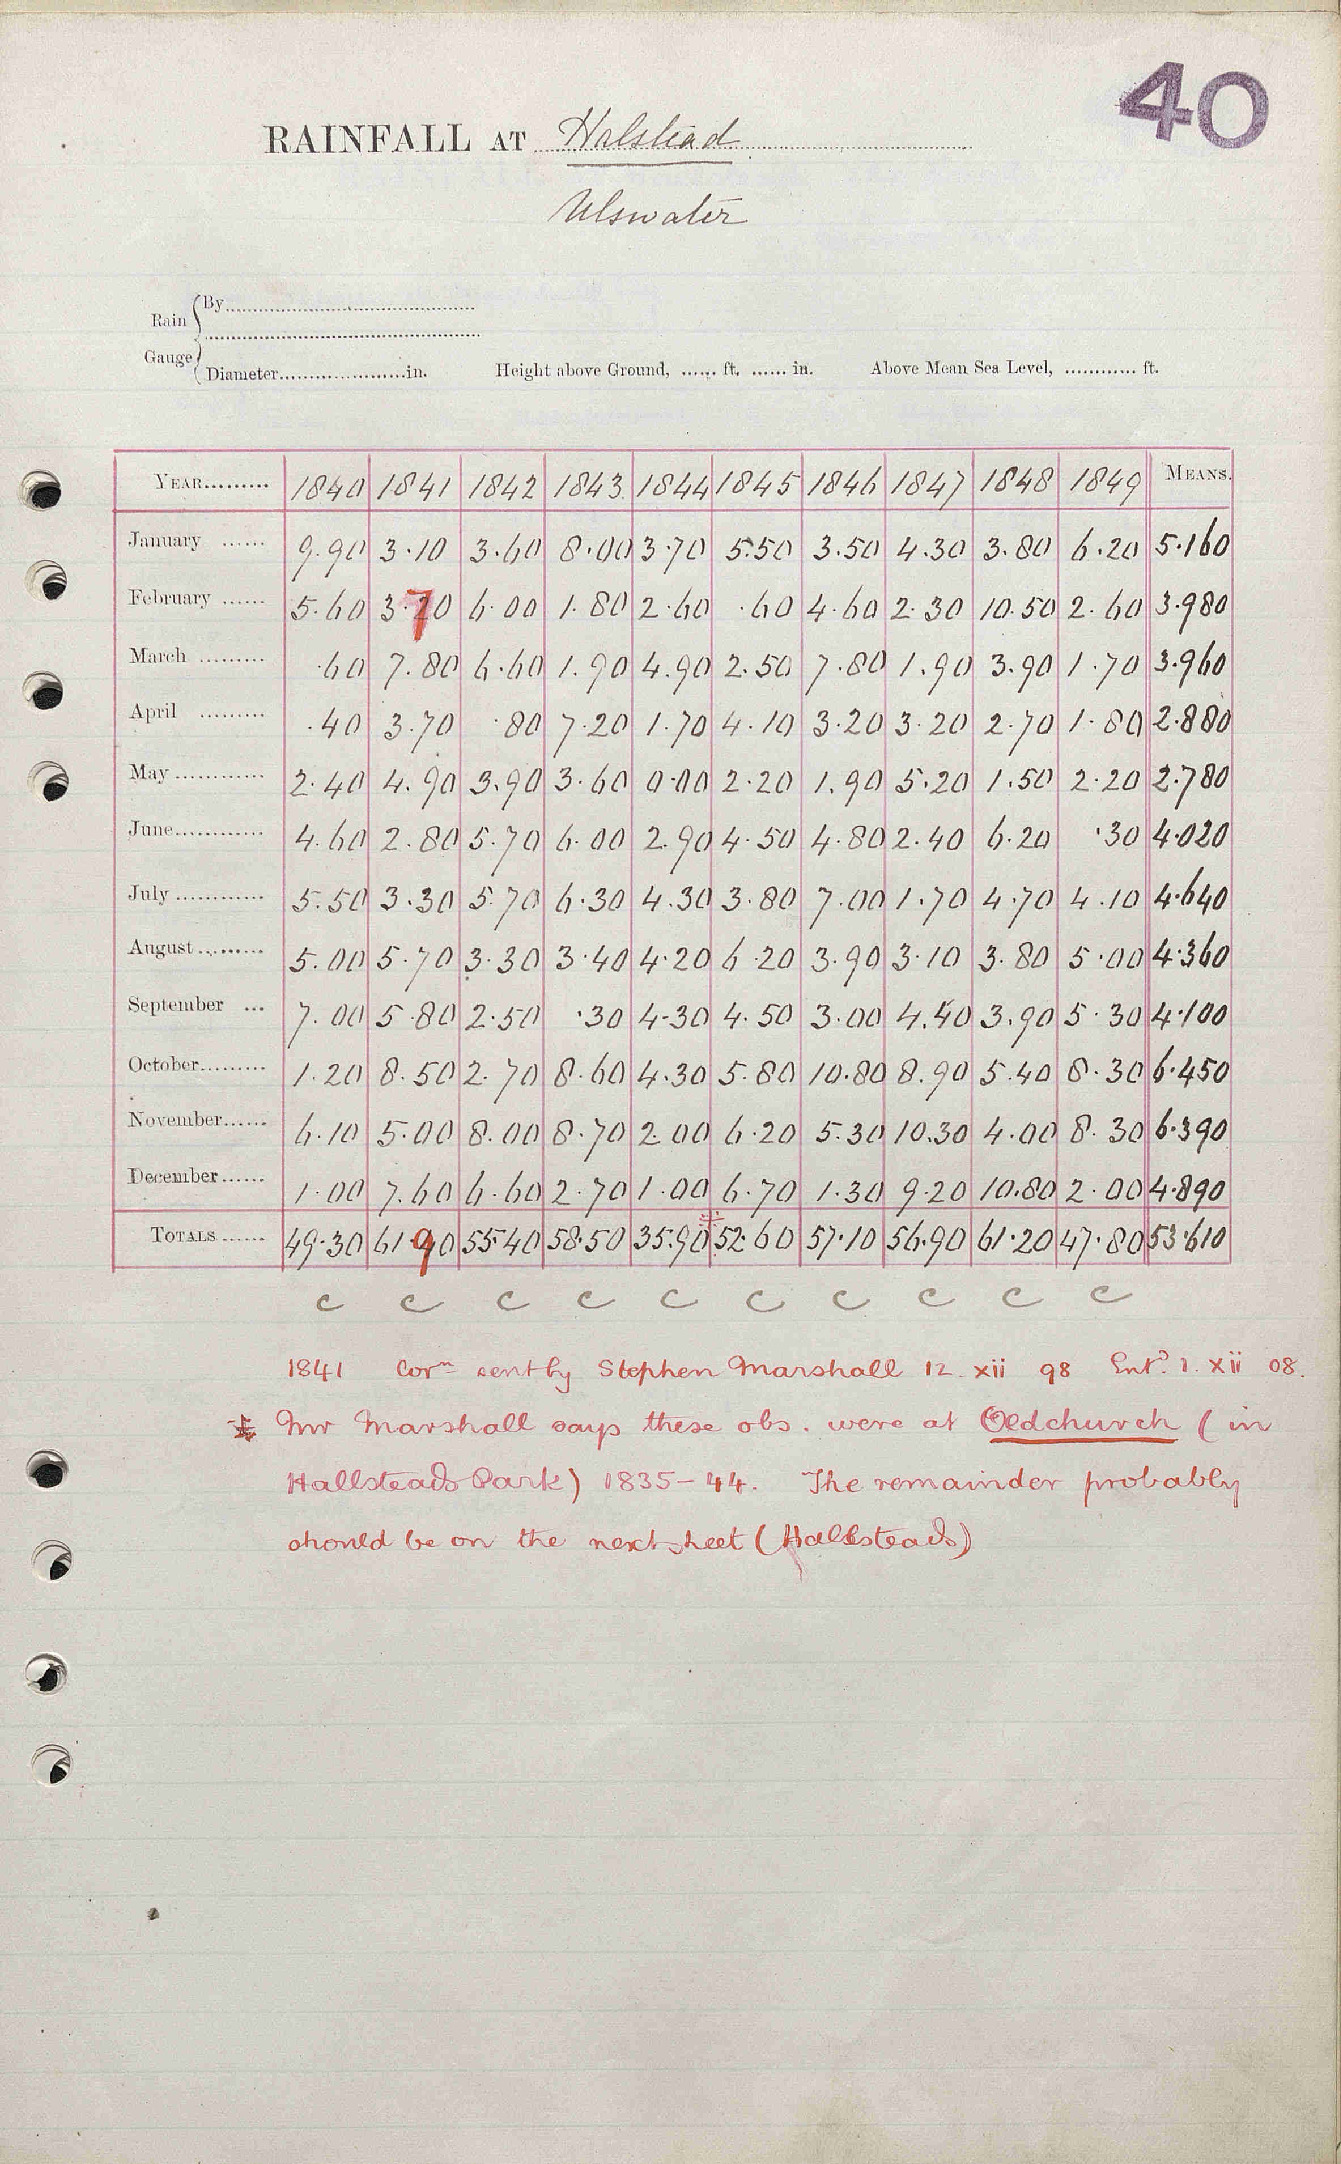 40
RAINFALL AT Halstead
Ulswater
Rain Gauge { By
Diameter in. Height above Ground, ...... ft. ...... in. Above Mean Sea Level, ............ ft.
YEAR 1840 1841 1842 1843 1844 1845 1846 1847 1848 1849 MEANS.
January 9.90 3.10 3.60 8.00 3.70 5.50 3.50 4.30 3.80 6.20 5.160
February 5.60 3.70 6.00 1.80 2.60 .60 4.60 2.30 10.50 2.60 3.980
March .60 7.80 6.60 1.90 4.90 2.50 7.80 1.90 3.90 1.70 3.960
April .40 3.70 .80 7.20 1.70 4.10 3.20 3.20 2.70 1.80 2.880
May 2.40 4.90 3.90 3.60 0.00 2.20 1.90 5.20 1.50 2.20 2.780
June 4.60 2.80 5.70 6.00 2.90 4.50 4.80 2.40 6.20 .30 4.020
July 5.50 3.30 5.70 6.30 4.30 3.80 7.00 1.70 4.70 4.10 4.640
August 5.00 5.70 3.30 3.40 4.20 6.20 3.90 3.10 3.80 5.00 4.360
September 7.00 5.80 2.50 .30 4.30 4.50 3.00 4.40 3.90 5.30 4.100
October 1.20 8.50 2.70 8.60 4.30 5.80 10.80 8.90 5.40 8.30 6.450
November 6.10 5.00 8.00 8.70 2.00 6.20 5.30 10.30 4.00 8.30 6.390
December 1.00 7.60 6.60 2.70 1.00 6.70 1.30 9.20 10.80 2.00 4.890
TOTALS 49.30 61.90 55.40 58.50 35.90 * 52.60 57.10 56.90 61.20 47.80 53.610
c c c c c c c c c c
1841 Corn sent by Stephen Marshall 12 xii 98 Entd. 1. xii 08.
* Mr Marshall says these obs. were at Oldchurch (in
Hallsteads Park) 1835-44. The remainder probably
should be on the next sheet (Hallsteads)